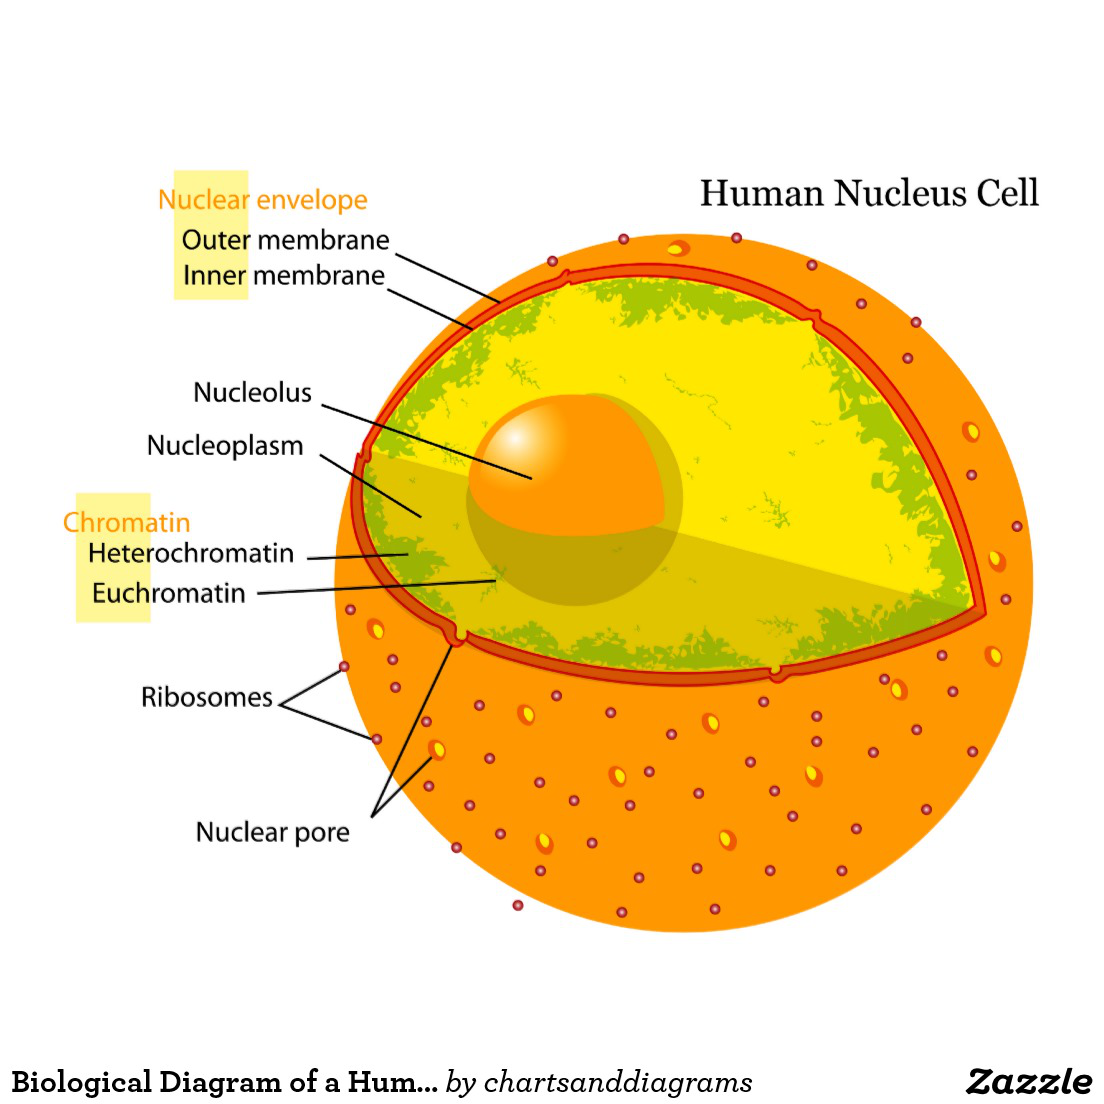 Human Nucleus Cell
Nuclear envelope
Outer membrane
Inner membrane
Nucleolus
Nucleoplasm
Chromatin
Heterochromatin
Euchromatin
Ribosomes
Nuclear pore
Biological Diagram of a Hum... by chartsanddiagrams
Zazzle